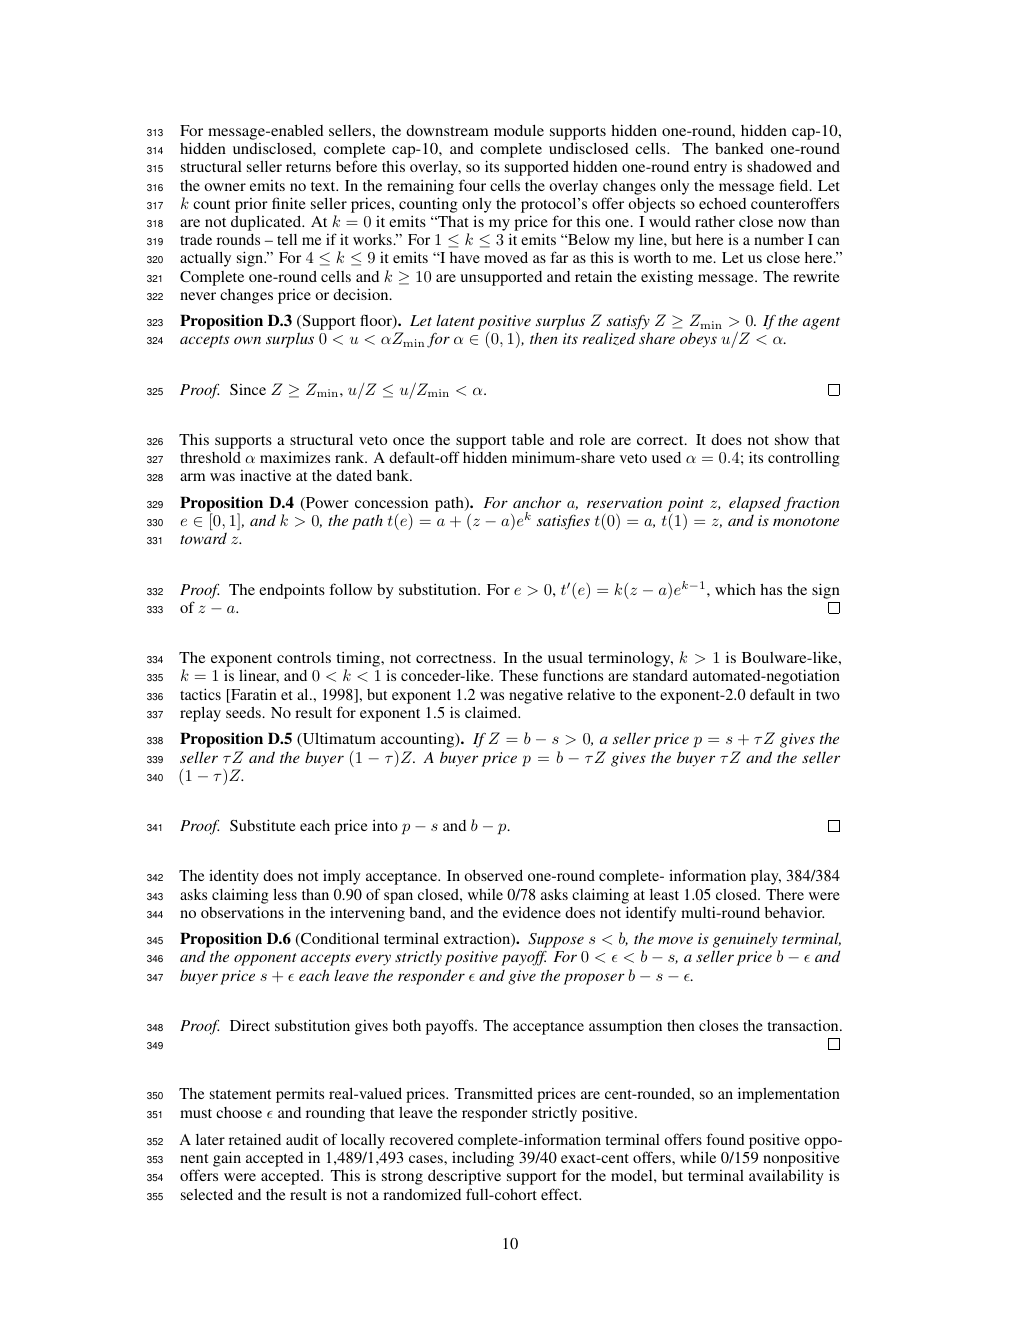 313 For message-enabled sellers, the downstream module supports hidden one-round, hidden cap-10,
314 hidden undisclosed, complete cap-10, and complete undisclosed cells. The banked one-round
315 structural seller returns before this overlay, so its supported hidden one-round entry is shadowed and
316 the owner emits no text. In the remaining four cells the overlay changes only the message field. Let
317 k count prior finite seller prices, counting only the protocol's offer objects so echoed counteroffers
318 are not duplicated. At k = 0 it emits “That is my price for this one. I would rather close now than
319 trade rounds – tell me if it works.” For 1 ≤ k ≤ 3 it emits “Below my line, but here is a number I can
320 actually sign.” For 4 ≤ k ≤ 9 it emits “I have moved as far as this is worth to me. Let us close here.”
321 Complete one-round cells and k ≥ 10 are unsupported and retain the existing message. The rewrite
322 never changes price or decision.
323 Proposition D.3 (Support floor). Let latent positive surplus Z satisfy Z ≥ Zmin > 0. If the agent
324 accepts own surplus 0 < u < αZmin for α ∈ (0, 1), then its realized share obeys u/Z < α.
325 Proof. Since Z ≥ Zmin, u/Z ≤ u/Zmin < α. □
326 This supports a structural veto once the support table and role are correct. It does not show that
327 threshold α maximizes rank. A default-off hidden minimum-share veto used α = 0.4; its controlling
328 arm was inactive at the dated bank.
329 Proposition D.4 (Power concession path). For anchor a, reservation point z, elapsed fraction
330 e ∈ [0, 1], and k > 0, the path t(e) = a + (z − a)e^k satisfies t(0) = a, t(1) = z, and is monotone
331 toward z.
332 Proof. The endpoints follow by substitution. For e > 0, t′(e) = k(z − a)e^{k−1}, which has the sign
333 of z − a. □
334 The exponent controls timing, not correctness. In the usual terminology, k > 1 is Boulware-like,
335 k = 1 is linear, and 0 < k < 1 is conceder-like. These functions are standard automated-negotiation
336 tactics [Faratin et al., 1998], but exponent 1.2 was negative relative to the exponent-2.0 default in two
337 replay seeds. No result for exponent 1.5 is claimed.
338 Proposition D.5 (Ultimatum accounting). If Z = b − s > 0, a seller price p = s + τZ gives the
339 seller τZ and the buyer (1 − τ)Z. A buyer price p = b − τZ gives the buyer τZ and the seller
340 (1 − τ)Z.
341 Proof. Substitute each price into p − s and b − p. □
342 The identity does not imply acceptance. In observed one-round complete- information play, 384/384
343 asks claiming less than 0.90 of span closed, while 0/78 asks claiming at least 1.05 closed. There were
344 no observations in the intervening band, and the evidence does not identify multi-round behavior.
345 Proposition D.6 (Conditional terminal extraction). Suppose s < b, the move is genuinely terminal,
346 and the opponent accepts every strictly positive payoff. For 0 < ϵ < b − s, a seller price b − ϵ and
347 buyer price s + ϵ each leave the responder ϵ and give the proposer b − s − ϵ.
348 Proof. Direct substitution gives both payoffs. The acceptance assumption then closes the transaction.
349 □
350 The statement permits real-valued prices. Transmitted prices are cent-rounded, so an implementation
351 must choose ϵ and rounding that leave the responder strictly positive.
352 A later retained audit of locally recovered complete-information terminal offers found positive oppo-
353 nent gain accepted in 1,489/1,493 cases, including 39/40 exact-cent offers, while 0/159 nonpositive
354 offers were accepted. This is strong descriptive support for the model, but terminal availability is
355 selected and the result is not a randomized full-cohort effect.
10